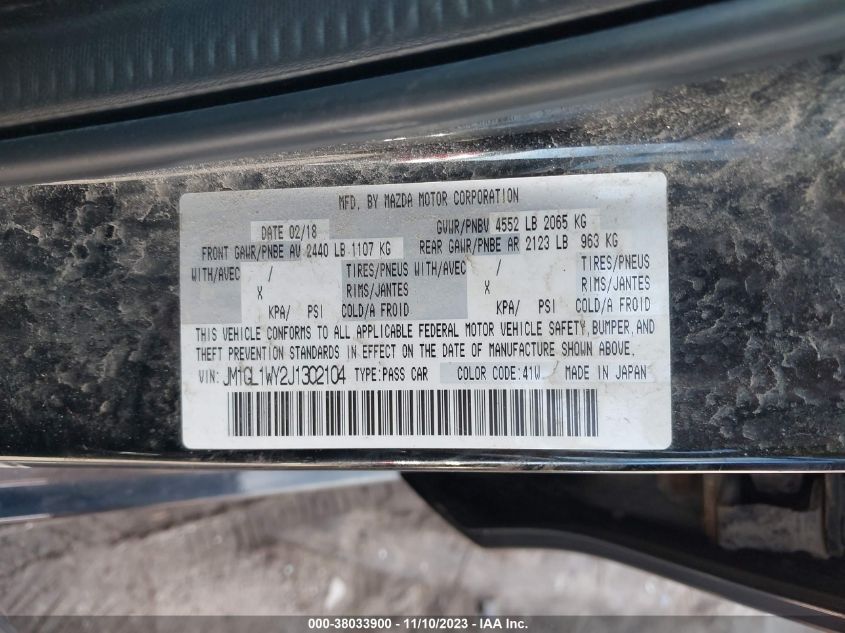 MFD. BY MAZDA MOTOR CORPORATION
DATE 02/18 GVWR/PNBV 4552 LB 2065 KG
FRONT GAWR/PNBE AV 2440 LB 1107 KG REAR GAWR/PNBE AR 2123 LB 963 KG
WITH/AVEC / TIRES/PNEUS WITH/AVEC / TIRES/PNEUS
X RIMS/JANTES X RIMS/JANTES
KPA/ PSI COLD/A FROID KPA/ PSI COLD/A FROID
THIS VEHICLE CONFORMS TO ALL APPLICABLE FEDERAL MOTOR VEHICLE SAFETY, BUMPER, AND
THEFT PREVENTION STANDARDS IN EFFECT ON THE DATE OF MANUFACTURE SHOWN ABOVE.
VIN: JM1GL1WY2J1302104 TYPE:PASS CAR COLOR CODE:41W / MADE IN JAPAN
000-38033900 - 11/10/2023 - IAA Inc.